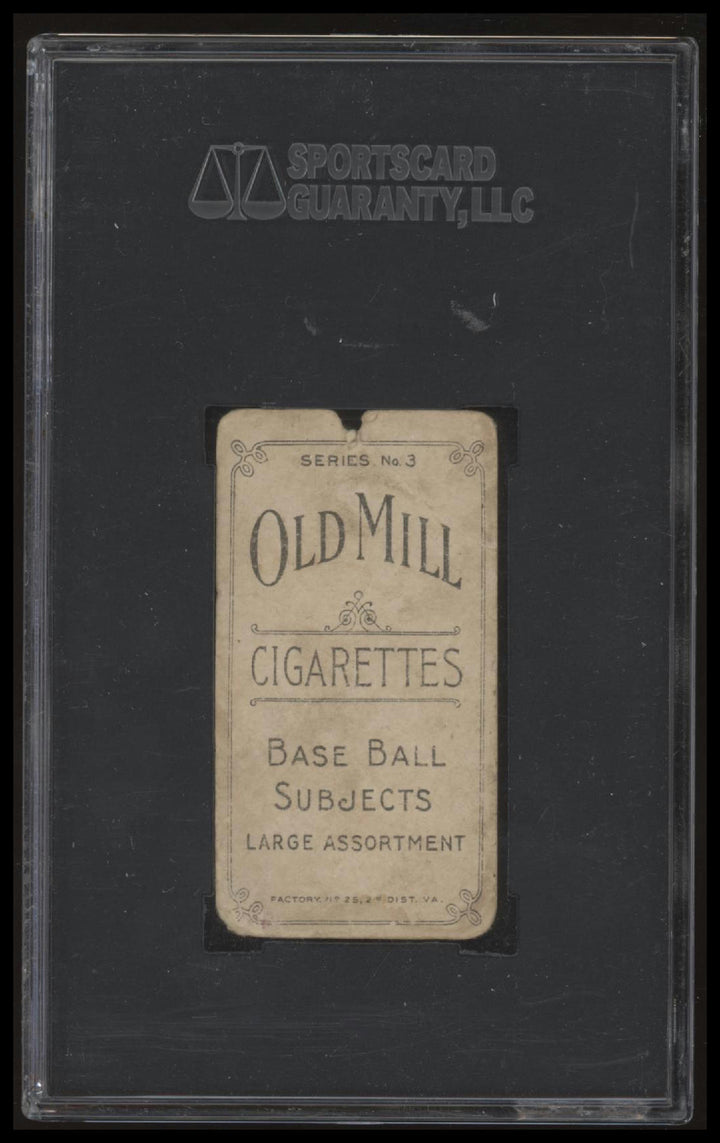 SPORTSCARD
GUARANTY, LLC
SERIES No. 3
OLD MILL
CIGARETTES
BASE BALL
SUBJECTS
LARGE ASSORTMENT
FACTORY Nº 25, 2ND DIST. VA.